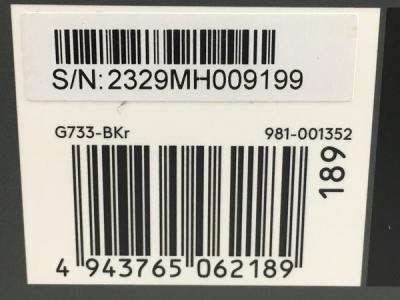 S/N: 2329MH009199
G733-BKr 981-001352
189
4 943765 062189